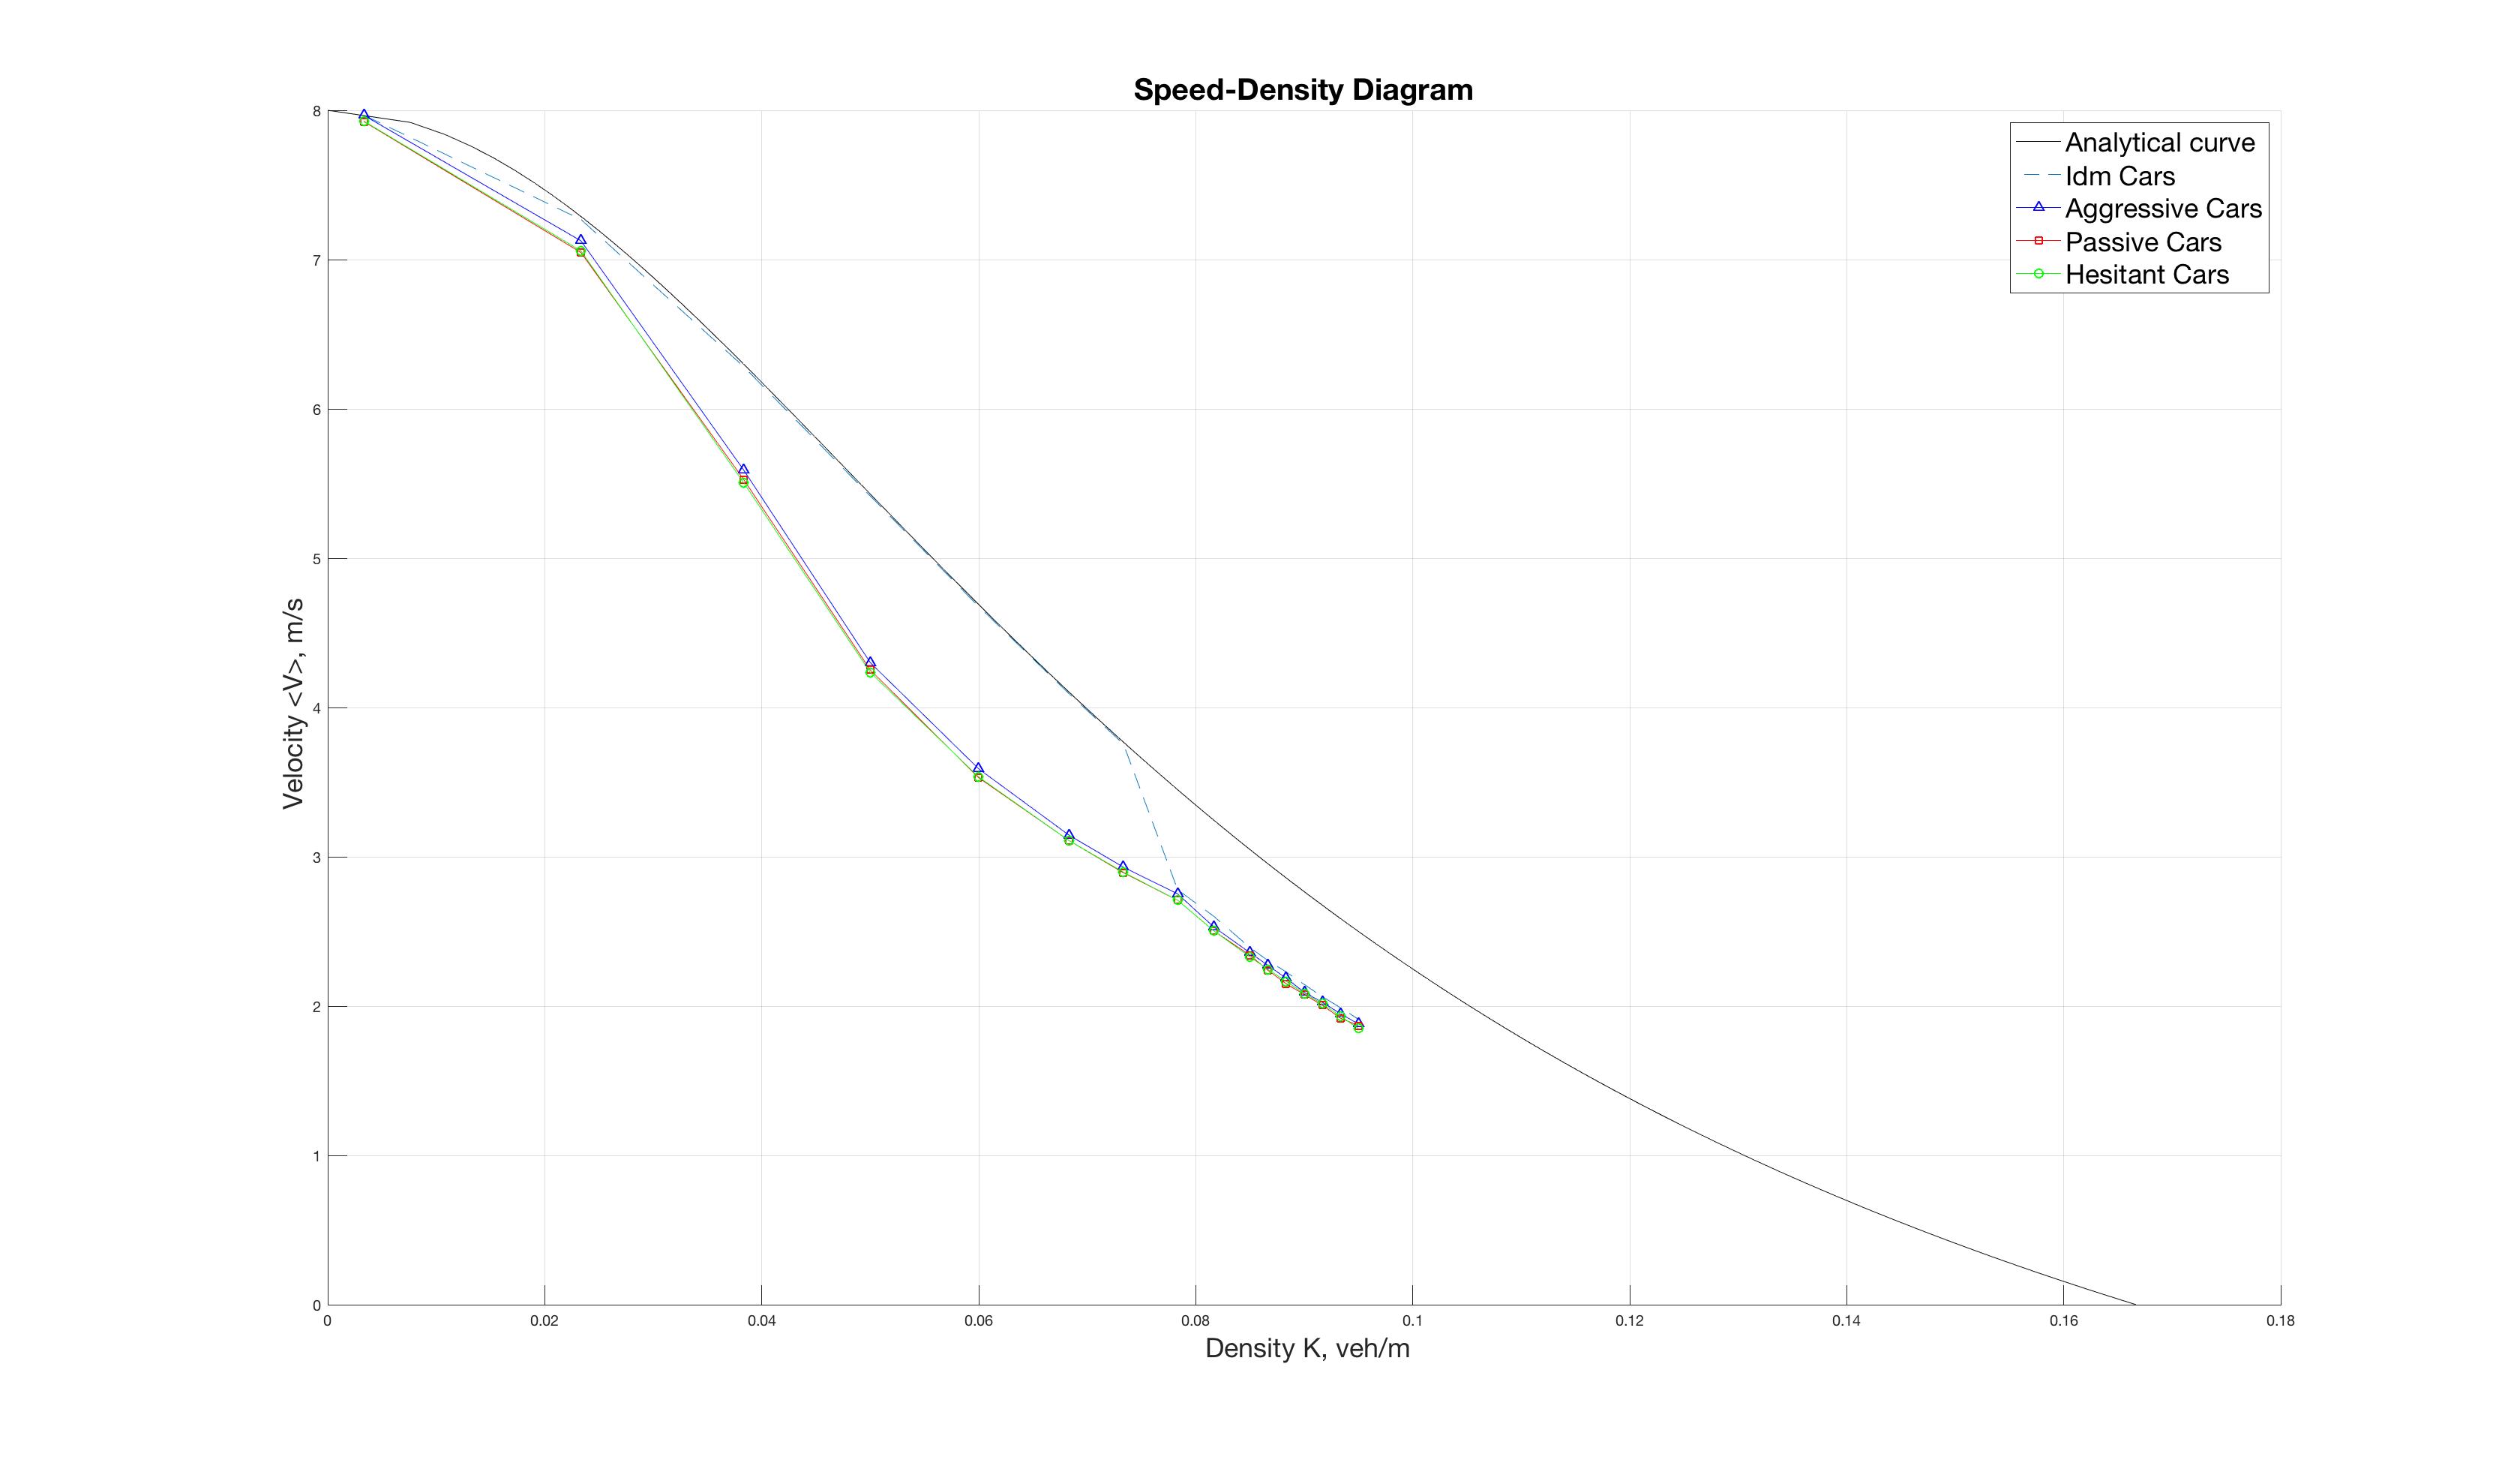 Speed-Density Diagram
8
7
6
5
4
3
2
1
0
Velocity <V>, m/s
Analytical curve
Idm Cars
Aggressive Cars
Passive Cars
Hesitant Cars
0 0.02 0.04 0.06 0.08 0.1 0.12 0.14 0.16 0.18
Density K, veh/m